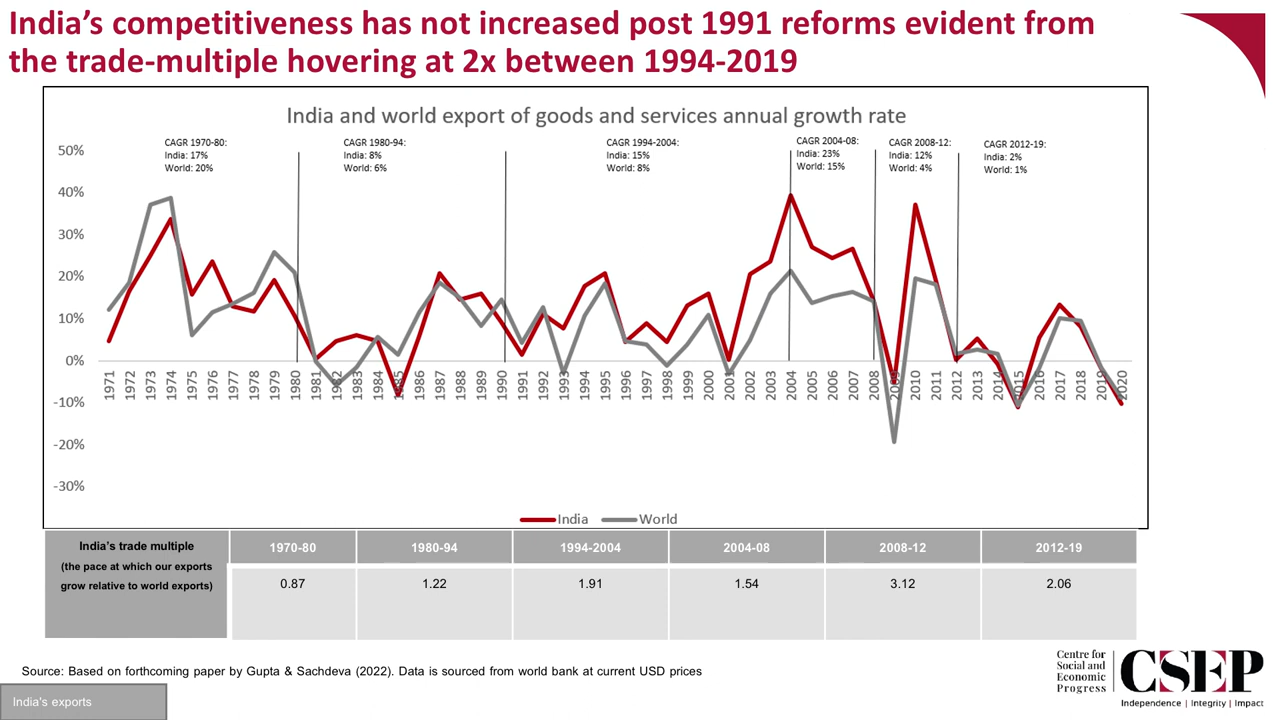 India’s competitiveness has not increased post 1991 reforms evident from
the trade-multiple hovering at 2x between 1994-2019
India and world export of goods and services annual growth rate
CAGR 1970-80:
India: 17%
World: 20%
CAGR 1980-94:
India: 8%
World: 6%
CAGR 1994-2004:
India: 15%
World: 8%
CAGR 2004-08:
India: 23%
World: 15%
CAGR 2008-12:
India: 12%
World: 4%
CAGR 2012-19:
India: 2%
World: 1%
50%
40%
30%
20%
10%
0%
-10%
-20%
-30%
1971 1972 1973 1974 1975 1976 1977 1978 1979 1980 1981 1982 1983 1984 1985 1986 1987 1988 1989 1990 1991 1992 1993 1994 1995 1996 1997 1998 1999 2000 2001 2002 2003 2004 2005 2006 2007 2008 2009 2010 2011 2012 2013 2014 2015 2016 2017 2018 2019 2020
India World
India’s trade multiple
(the pace at which our exports
grow relative to world exports)
1970-80 1980-94 1994-2004 2004-08 2008-12 2012-19
0.87 1.22 1.91 1.54 3.12 2.06
Source: Based on forthcoming paper by Gupta & Sachdeva (2022). Data is sourced from world bank at current USD prices
India's exports
Centre for
Social and
Economic
Progress
CSEP
Independence | Integrity | Impact